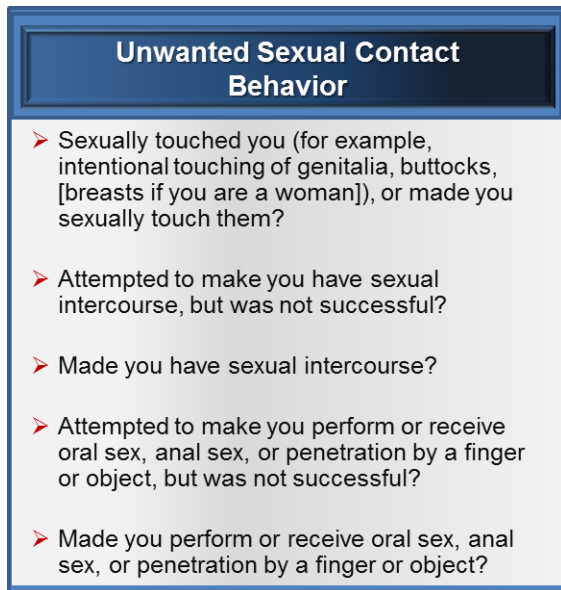 Unwanted Sexual Contact
Behavior
➢ Sexually touched you (for example,
intentional touching of genitalia, buttocks,
[breasts if you are a woman]), or made you
sexually touch them?
➢ Attempted to make you have sexual
intercourse, but was not successful?
➢ Made you have sexual intercourse?
➢ Attempted to make you perform or receive
oral sex, anal sex, or penetration by a finger
or object, but was not successful?
➢ Made you perform or receive oral sex, anal
sex, or penetration by a finger or object?